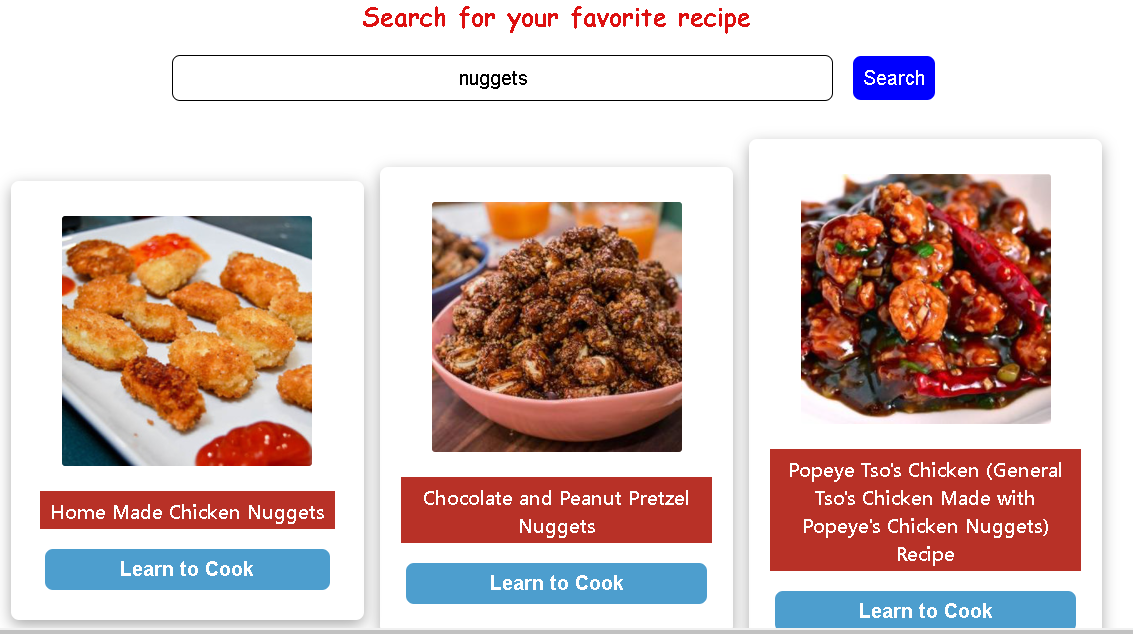 Search for your favorite recipe
nuggets
Search
Home Made Chicken Nuggets
Learn to Cook
Chocolate and Peanut Pretzel
Nuggets
Learn to Cook
Popeye Tso's Chicken (General
Tso's Chicken Made with
Popeye's Chicken Nuggets)
Recipe
Learn to Cook